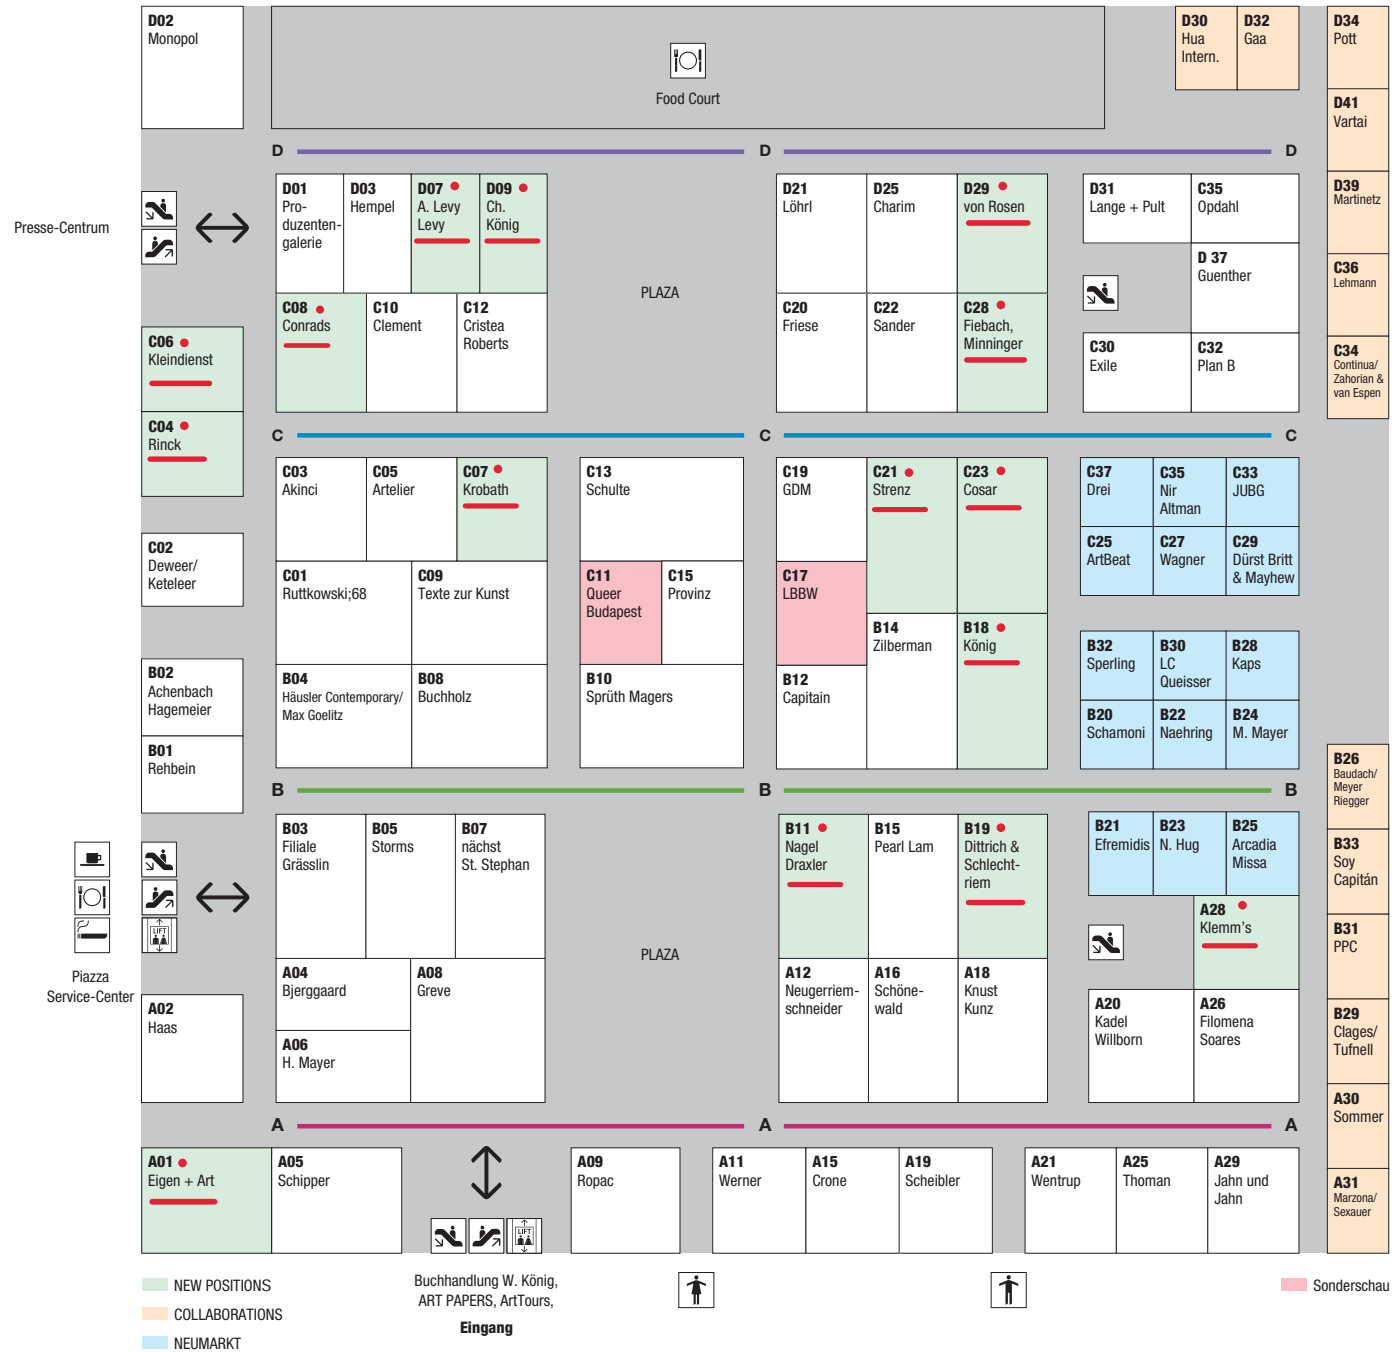 D02
Monopol
Food Court
D30
Hua
Intern.
D32
Gaa
D34
Pott
D41
Vartai
D39
Martinetz
C36
Lehmann
C34
Continua/
Zahorian &
van Espen
D
D
D
Presse-Centrum
D01
Pro-
duzenten-
galerie
D03
Hempel
D07
A. Levy
Levy
D09
Ch.
König
C08
Conrads
C10
Clement
C12
Cristea
Roberts
PLAZA
D21
Löhrl
D25
Charim
D29
von Rosen
C20
Friese
C22
Sander
C28
Fiebach,
Minninger
D31
Lange + Pult
C35
Opdahl
D 37
Guenther
C30
Exile
C32
Plan B
C06
Kleindienst
C04
Rinck
C
C
C
C02
Deweer/
Keteleer
B02
Achenbach
Hagemeier
B01
Rehbein
C03
Akinci
C05
Artelier
C07
Krobath
C01
Ruttkowski;68
C09
Texte zur Kunst
B04
Häusler Contemporary/
Max Goelitz
B08
Buchholz
C13
Schulte
C11
Queer
Budapest
C15
Provinz
B10
Sprüth Magers
C19
GDM
C21
Strenz
C23
Cosar
C17
LBBW
B14
Zilberman
B18
König
B12
Capitain
C37
Drei
C35
Nir
Altman
C33
JUBG
C25
ArtBeat
C27
Wagner
C29
Dürst Britt
& Mayhew
B32
Sperling
B30
LC
Queisser
B28
Kaps
B20
Schamoni
B22
Naehring
B24
M. Mayer
B
B
B
B26
Baudach/
Meyer
Riegger
B33
Soy
Capitán
B31
PPC
B29
Clages/
Tufnell
A30
Sommer
A31
Marzona/
Sexauer
LIFT
Piazza
Service-Center
A02
Haas
B03
Filiale
Grässlin
B05
Storms
B07
nächst
St. Stephan
A04
Bjerggaard
A08
Greve
A06
H. Mayer
PLAZA
B11
Nagel
Draxler
B15
Pearl Lam
B19
Dittrich &
Schlecht-
riem
A12
Neugerriem-
schneider
A16
Schöne-
wald
A18
Knust
Kunz
B21
Efremidis
B23
N. Hug
B25
Arcadia
Missa
A28
Klemm's
A20
Kadel
Willborn
A26
Filomena
Soares
A
A
A
A01
Eigen + Art
A05
Schipper
A09
Ropac
A11
Werner
A15
Crone
A19
Scheibler
A21
Wentrup
A25
Thoman
A29
Jahn und
Jahn
LIFT
NEW POSITIONS
COLLABORATIONS
NEUMARKT
Buchhandlung W. König,
ART PAPERS, ArtTours,
Eingang
Sonderschau